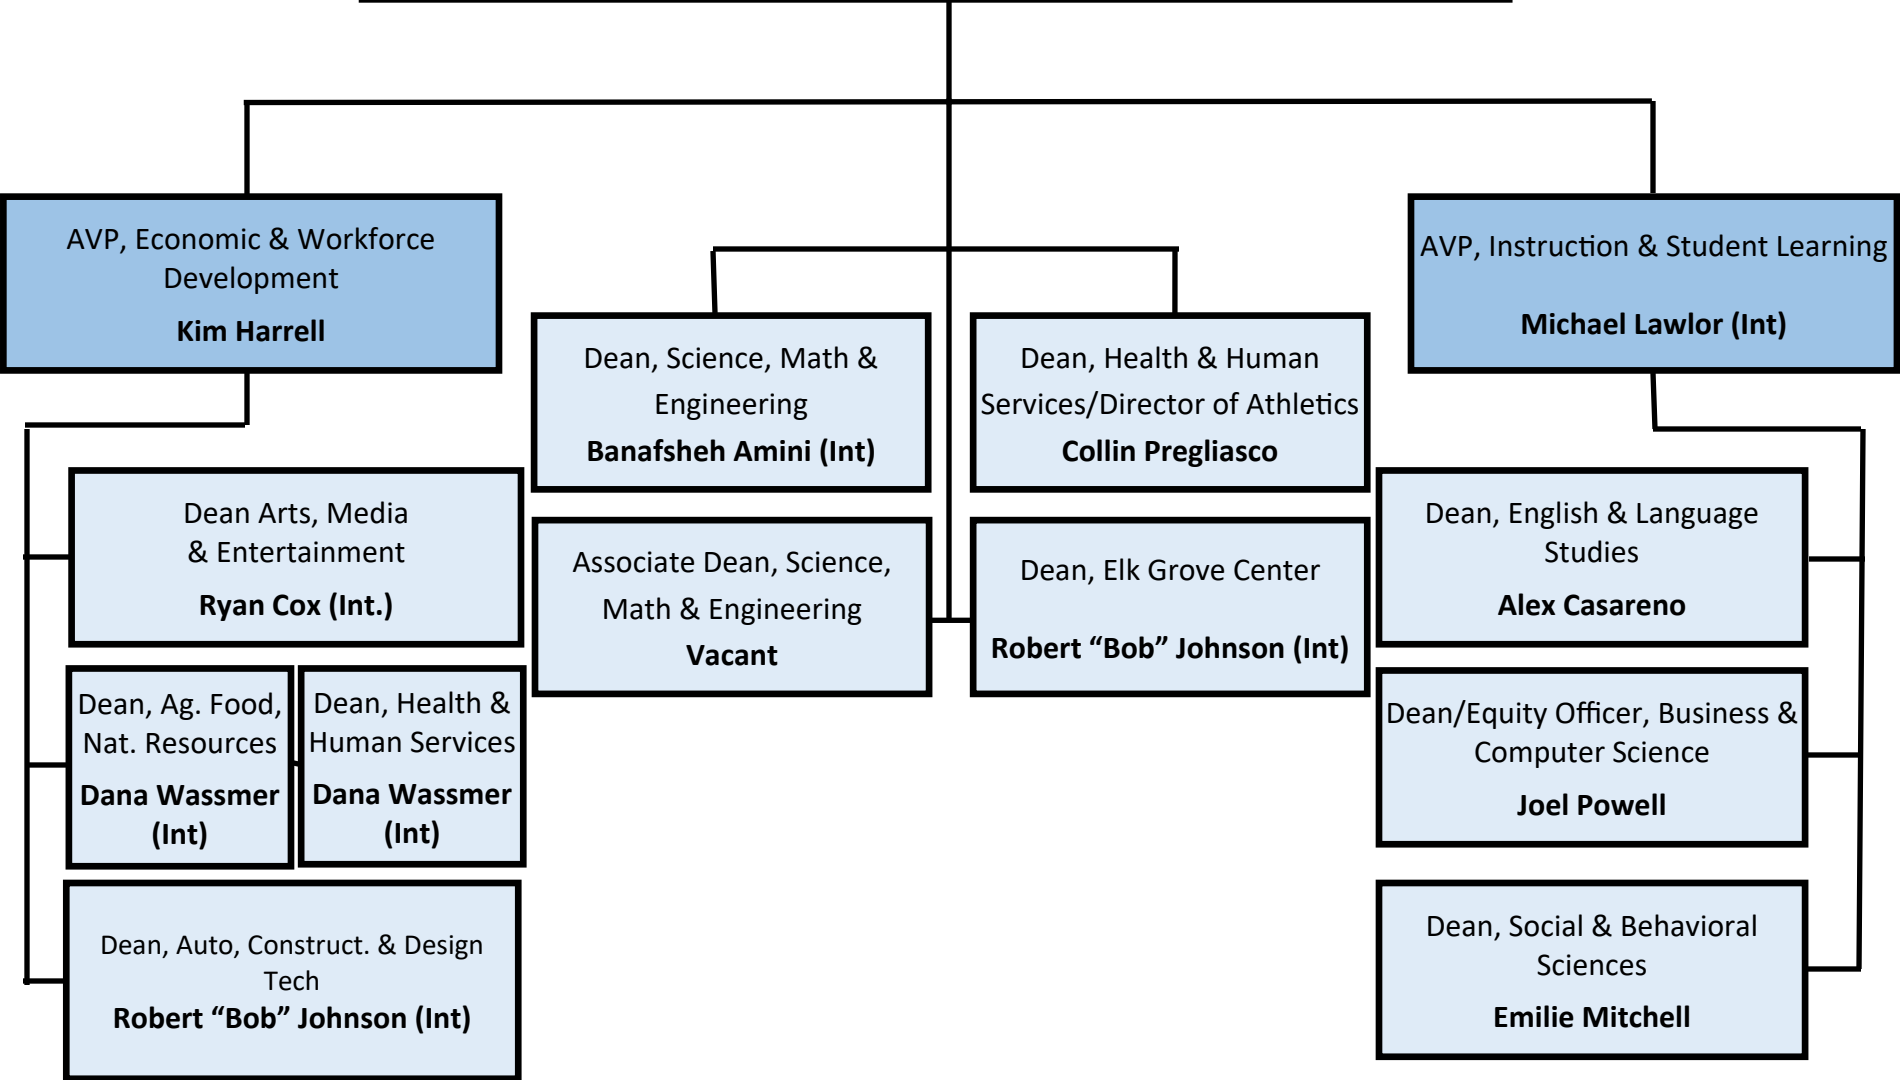 AVP, Economic & Workforce
Development
Kim Harrell
AVP, Instruction & Student Learning
Michael Lawlor (Int)
Dean, Science, Math &
Engineering
Banafsheh Amini (Int)
Dean, Health & Human
Services/Director of Athletics
Collin Pregliasco
Dean Arts, Media
& Entertainment
Ryan Cox (Int.)
Associate Dean, Science,
Math & Engineering
Vacant
Dean, Elk Grove Center
Robert “Bob” Johnson (Int)
Dean, English & Language
Studies
Alex Casareno
Dean, Ag. Food,
Nat. Resources
Dana Wassmer
(Int)
Dean, Health &
Human Services
Dana Wassmer
(Int)
Dean/Equity Officer, Business &
Computer Science
Joel Powell
Dean, Auto, Construct. & Design
Tech
Robert “Bob” Johnson (Int)
Dean, Social & Behavioral
Sciences
Emilie Mitchell